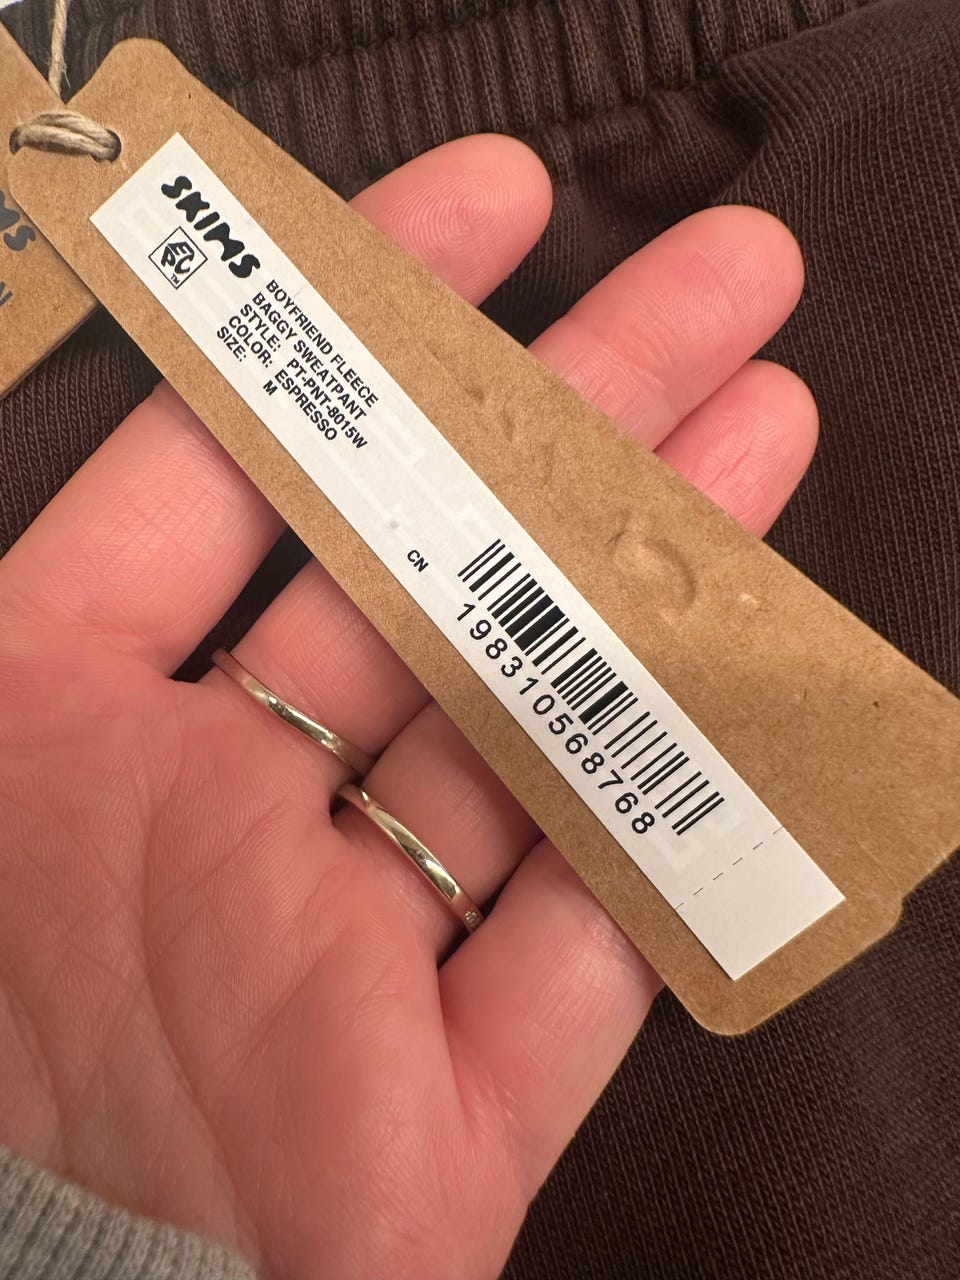 SKIMS
BOYFRIEND FLEECE
BAGGY SWEATPANT
STYLE: PT-PNT-8015W
COLOR: ESPRESSO
SIZE: M
CN
198310568768